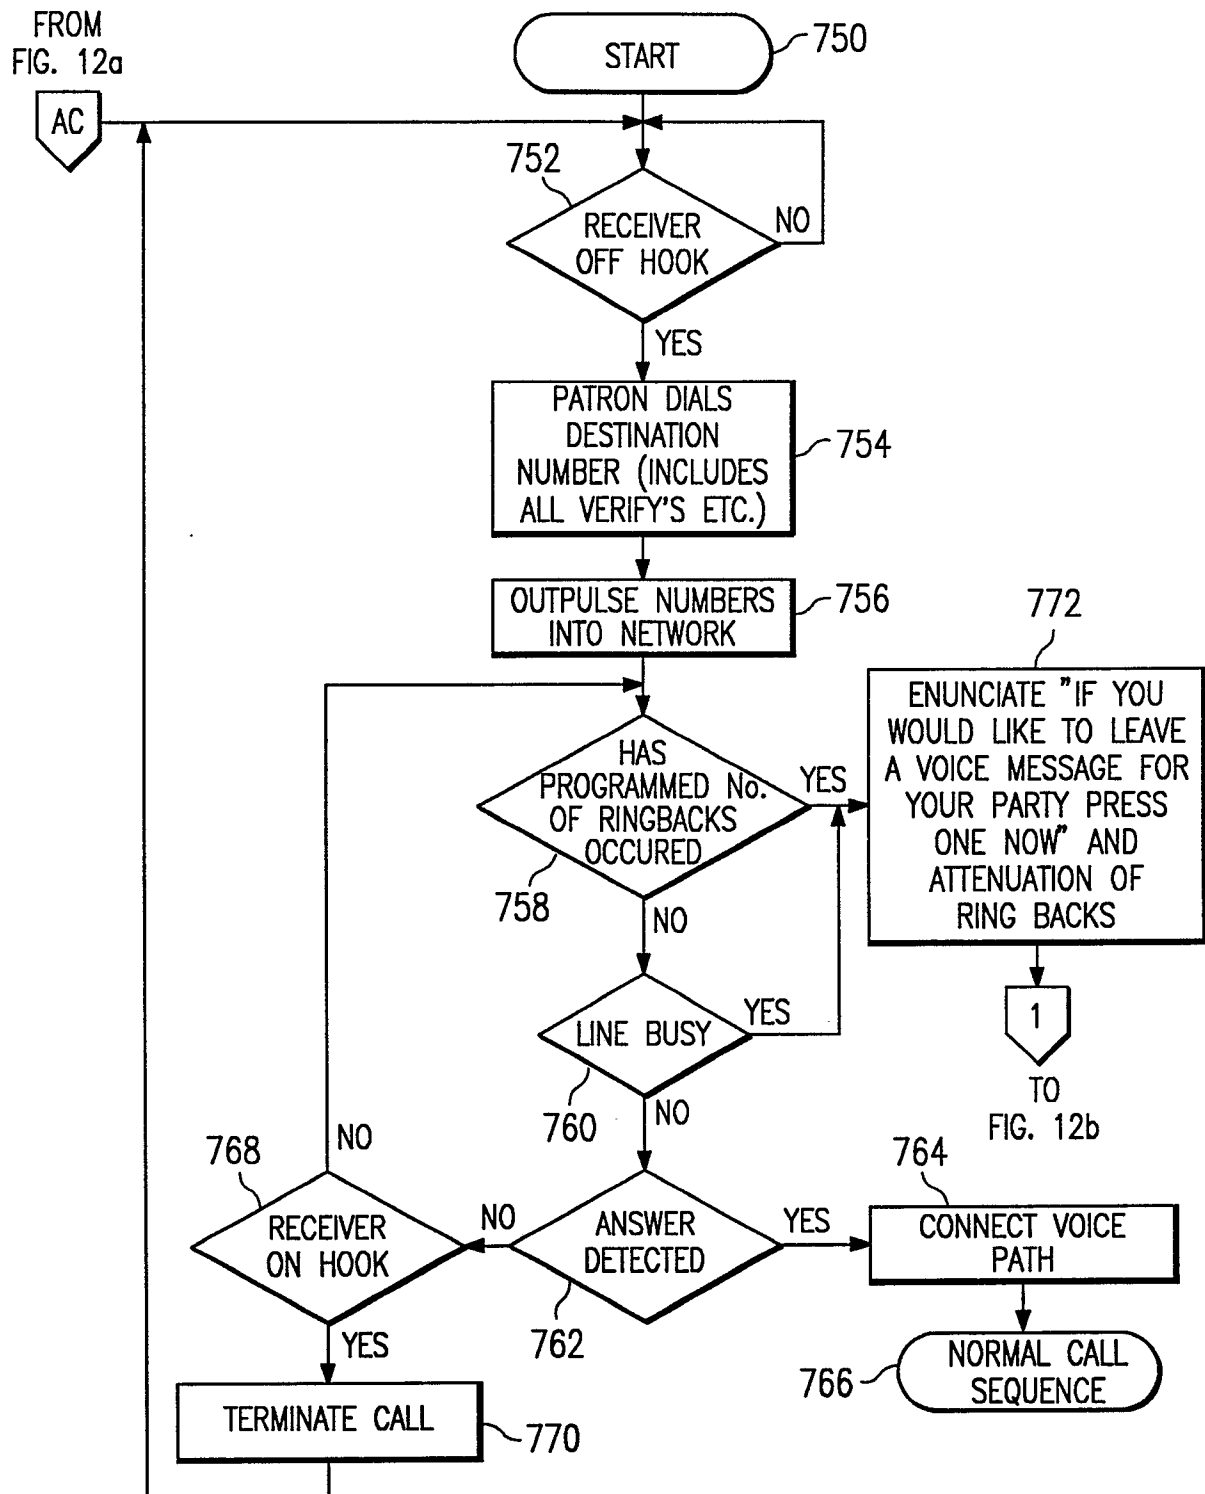 FROM
FIG. 12a
AC
START
750
752
RECEIVER
OFF HOOK
NO
YES
PATRON DIALS
DESTINATION
NUMBER (INCLUDES
ALL VERIFY'S ETC.)
754
OUTPULSE NUMBERS
INTO NETWORK
756
HAS
PROGRAMMED No.
OF RINGBACKS
OCCURED
758
YES
NO
772
ENUNCIATE "IF YOU
WOULD LIKE TO LEAVE
A VOICE MESSAGE FOR
YOUR PARTY PRESS
ONE NOW" AND
ATTENUATION OF
RING BACKS
1
TO
FIG. 12b
LINE BUSY
YES
760
NO
ANSWER
DETECTED
762
YES
NO
764
CONNECT VOICE
PATH
766
NORMAL CALL
SEQUENCE
768
NO
RECEIVER
ON HOOK
YES
TERMINATE CALL
770